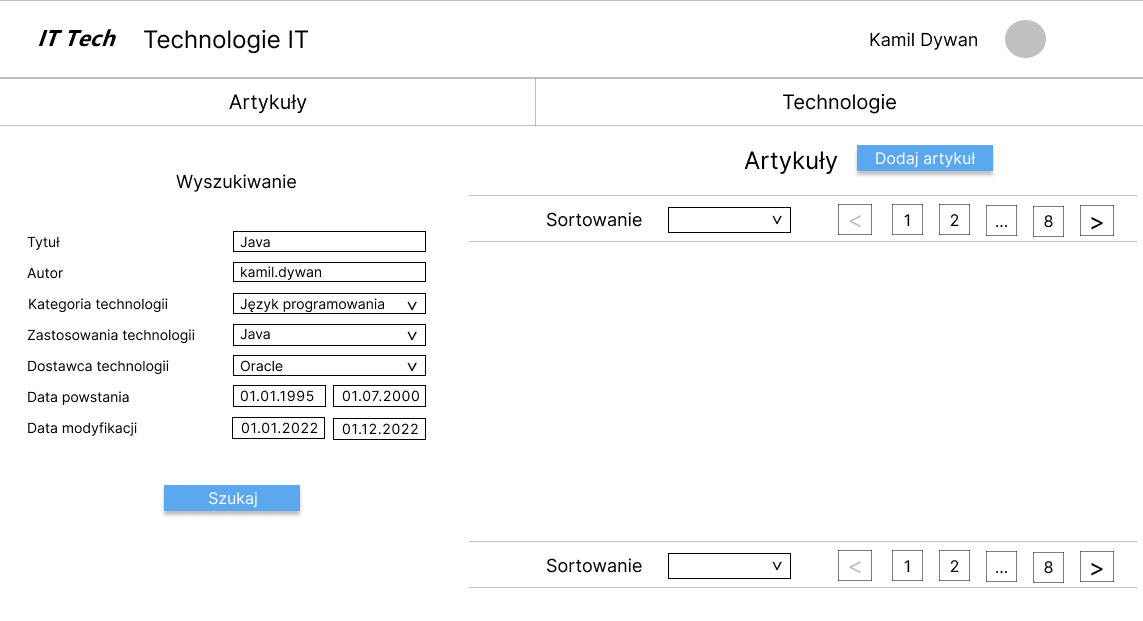 IT Tech Technologie IT Kamil Dywan
Artykuły Technologie
Wyszukiwanie
Tytuł Java
Autor kamil.dywan
Kategoria technologii Język programowania v
Zastosowania technologii Java v
Dostawca technologii Oracle v
Data powstania 01.01.1995 01.07.2000
Data modyfikacji 01.01.2022 01.12.2022
Szukaj
Artykuły Dodaj artykuł
Sortowanie v < 1 2 ... 8 >
Sortowanie v < 1 2 ... 8 >